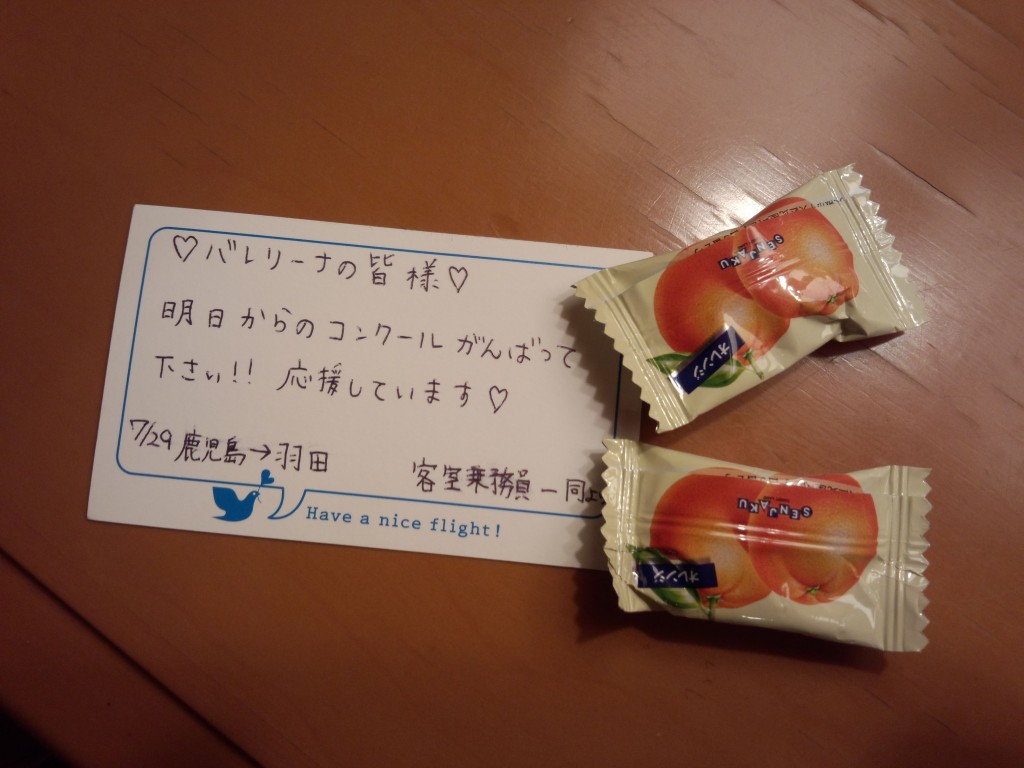 ♡バレリーナの皆様♡
明日からのコンクールがんばって
下さい!! 応援しています♡
7/29 鹿児島→羽田
客室乗務員一同より
Have a nice flight!
SENJAKU
オレンジ
SENJAKU
オレンジ